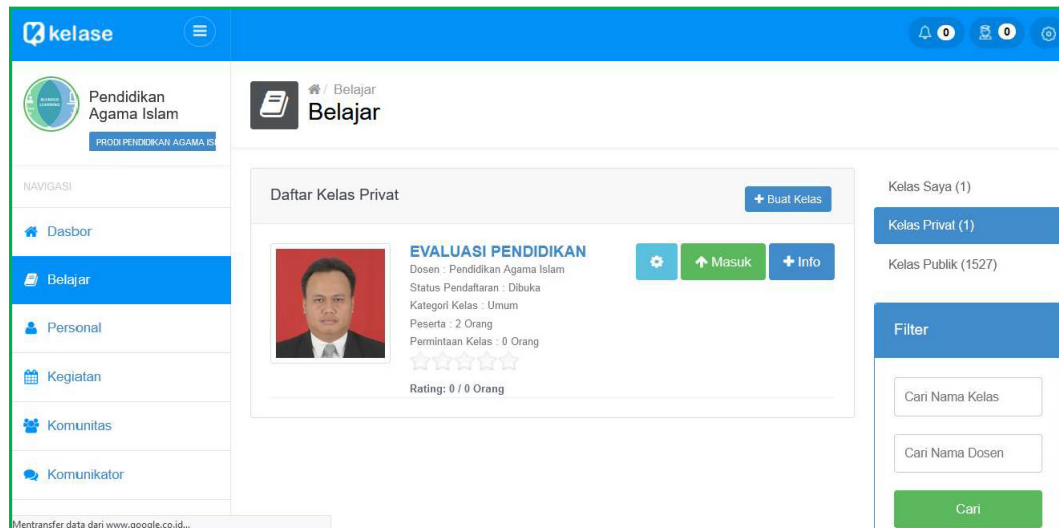 kelase
0
0
Pendidikan
Agama Islam
PRODI PENDIDIKAN AGAMA IS
/ Belajar
Belajar
NAVIGASI
Dasbor
Belajar
Personal
Kegiatan
Komunitas
Komunikator
Daftar Kelas Privat
+ Buat Kelas
EVALUASI PENDIDIKAN
Dosen : Pendidikan Agama Islam
Status Pendaftaran : Dibuka
Kategori Kelas : Umum
Peserta : 2 Orang
Permintaan Kelas : 0 Orang
Rating: 0 / 0 Orang
Masuk
+ Info
Kelas Saya (1)
Kelas Privat (1)
Kelas Publik (1527)
Filter
Cari Nama Kelas
Cari Nama Dosen
Cari
Mentransfer data dari www.google.co.id...